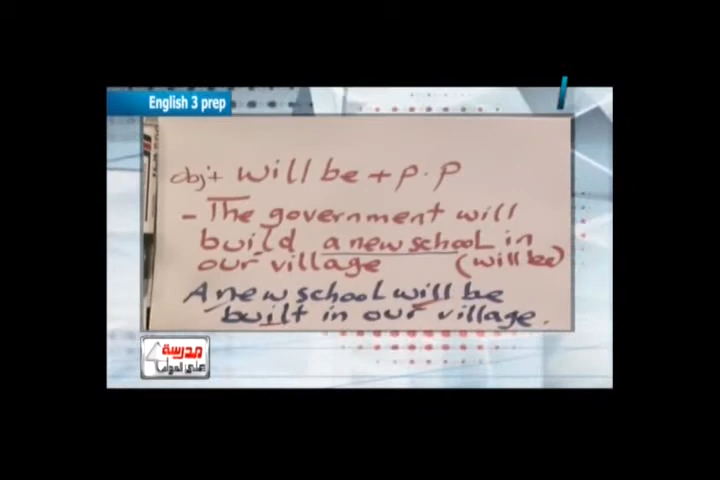 English 3 prep
obj+ will be + p.p
- The government will
build a new school in
our village (will be)
A new school will be
built in our village.
مدرسة
على الهواء